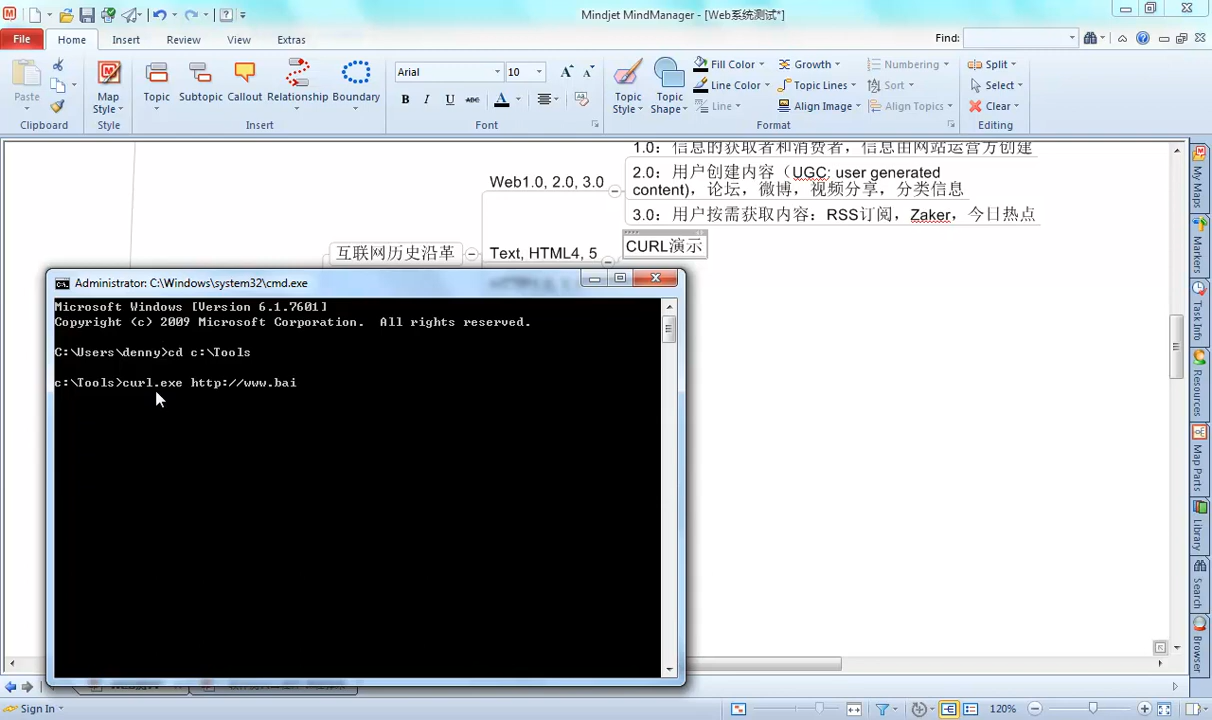 Mindjet MindManager - [Web系统测试*]
File
Home
Insert
Review
View
Extras
Find:
Paste
Clipboard
Map
Style
Style
Topic
Subtopic
Callout
Relationship
Boundary
Insert
Arial
10
B
I
U
abc
A
Font
Topic
Style
Topic
Shape
Fill Color
Line Color
Line
Growth
Topic Lines
Align Image
Numbering
Sort
Align Topics
Format
Split
Select
Clear
Editing
1.0：信息的获取者和消费者，信息由网站运营方创建
2.0：用户创建内容（UGC: user generated
content)，论坛，微博，视频分享，分类信息
Web1.0, 2.0, 3.0
3.0：用户按需获取内容：RSS订阅，Zaker，今日热点
互联网历史沿革
Text, HTML4, 5
CURL演示
Administrator: C:\Windows\system32\cmd.exe
Microsoft Windows [Version 6.1.7601]
Copyright (c) 2009 Microsoft Corporation.  All rights reserved.
C:\Users\denny>cd c:\Tools
c:\Tools>curl.exe http://www.bai
My Maps
Markers
Task Info
Resources
Map Parts
Library
Search
Browser
Sign In
120%